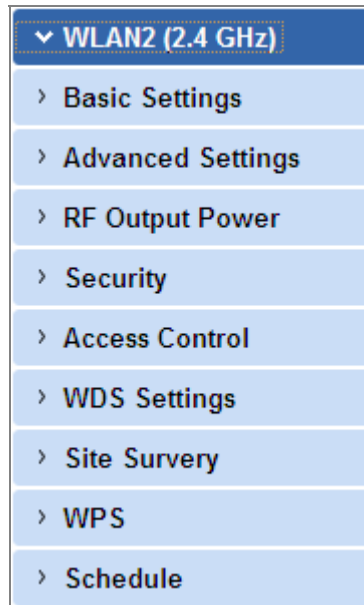 WLAN2 (2.4 GHz)
Basic Settings
Advanced Settings
RF Output Power
Security
Access Control
WDS Settings
Site Survery
WPS
Schedule